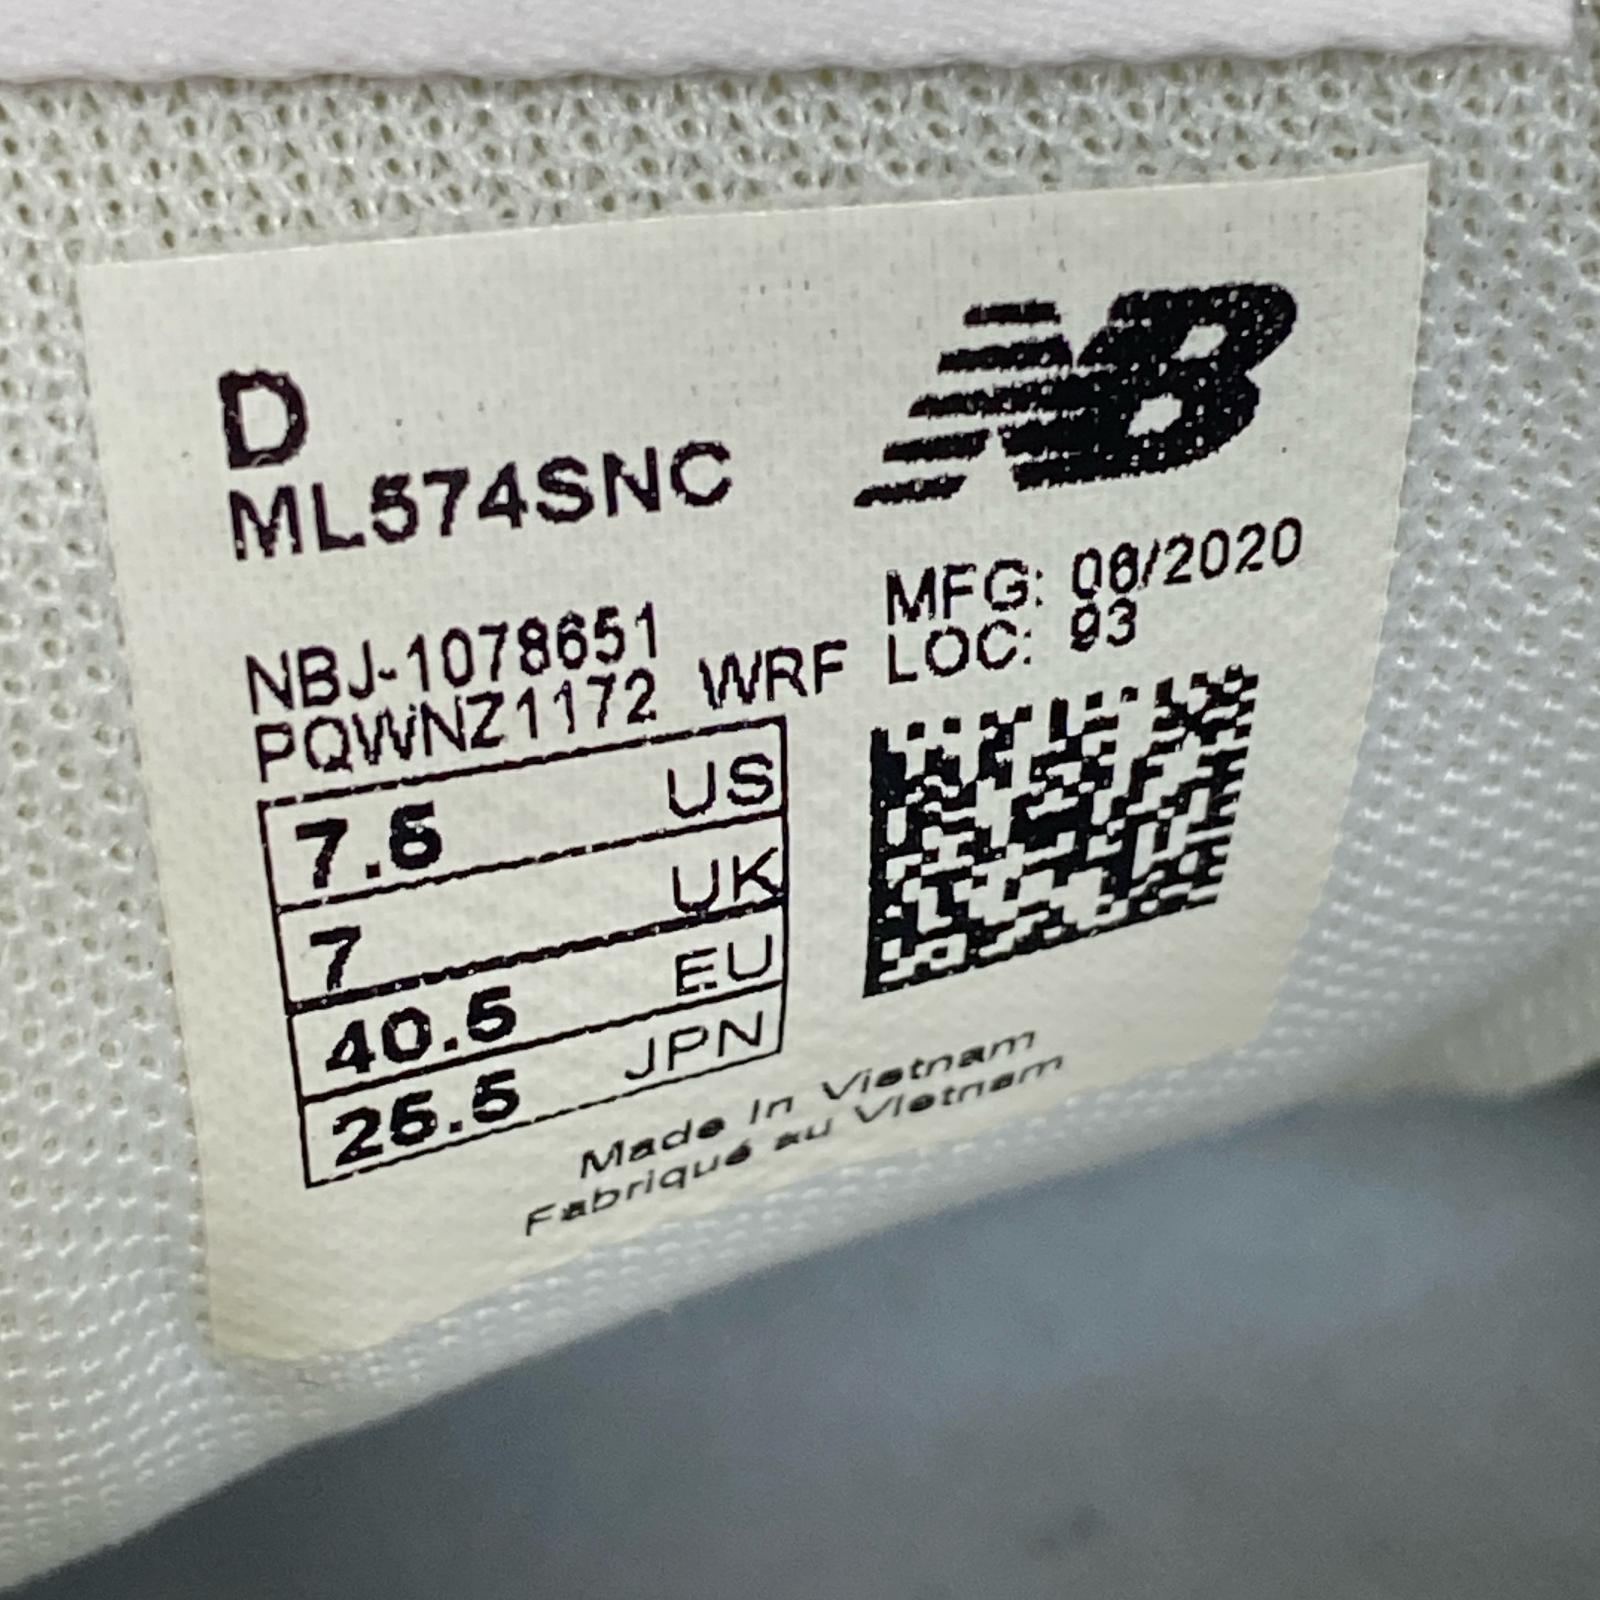 D
ML574SNC
NB
MFG: 06/2020
LOC: 93
NBJ-1078651
PQWNZ1172 WRF
7.5 US
7 UK
40.5 EU
25.5 JPN
Made In Vietnam
Fabriqué au Vietnam